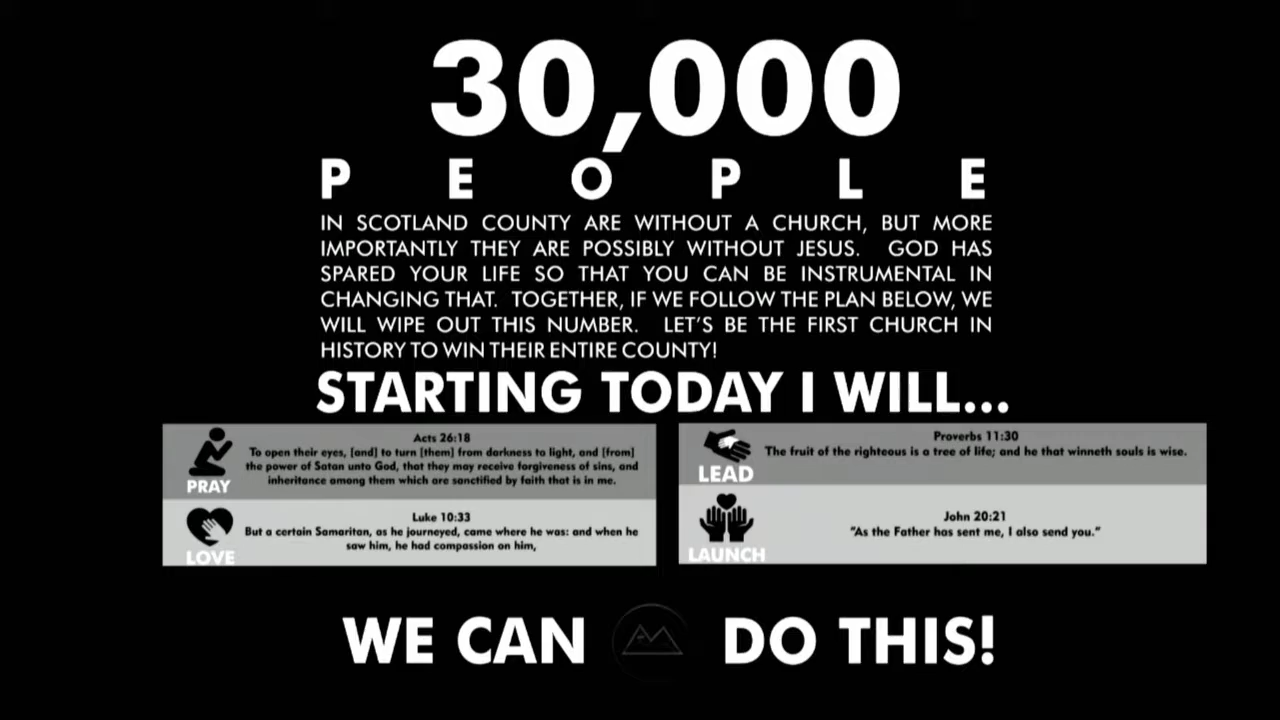 30,000
PEOPLE
IN SCOTLAND COUNTY ARE WITHOUT A CHURCH, BUT MORE
IMPORTANTLY THEY ARE POSSIBLY WITHOUT JESUS. GOD HAS
SPARED YOUR LIFE SO THAT YOU CAN BE INSTRUMENTAL IN
CHANGING THAT. TOGETHER, IF WE FOLLOW THE PLAN BELOW, WE
WILL WIPE OUT THIS NUMBER. LET'S BE THE FIRST CHURCH IN
HISTORY TO WIN THEIR ENTIRE COUNTY!
STARTING TODAY I WILL...
PRAY
Acts 26:18
To open their eyes, [and] to turn [them] from darkness to light, and [from]
the power of Satan unto God, that they may receive forgiveness of sins, and
inheritance among them which are sanctified by faith that is in me.
LOVE
Luke 10:33
But a certain Samaritan, as he journeyed, came where he was: and when he
saw him, he had compassion on him,
LEAD
Proverbs 11:30
The fruit of the righteous is a tree of life; and he that winneth souls is wise.
LAUNCH
John 20:21
“As the Father has sent me, I also send you.”
WE CAN DO THIS!